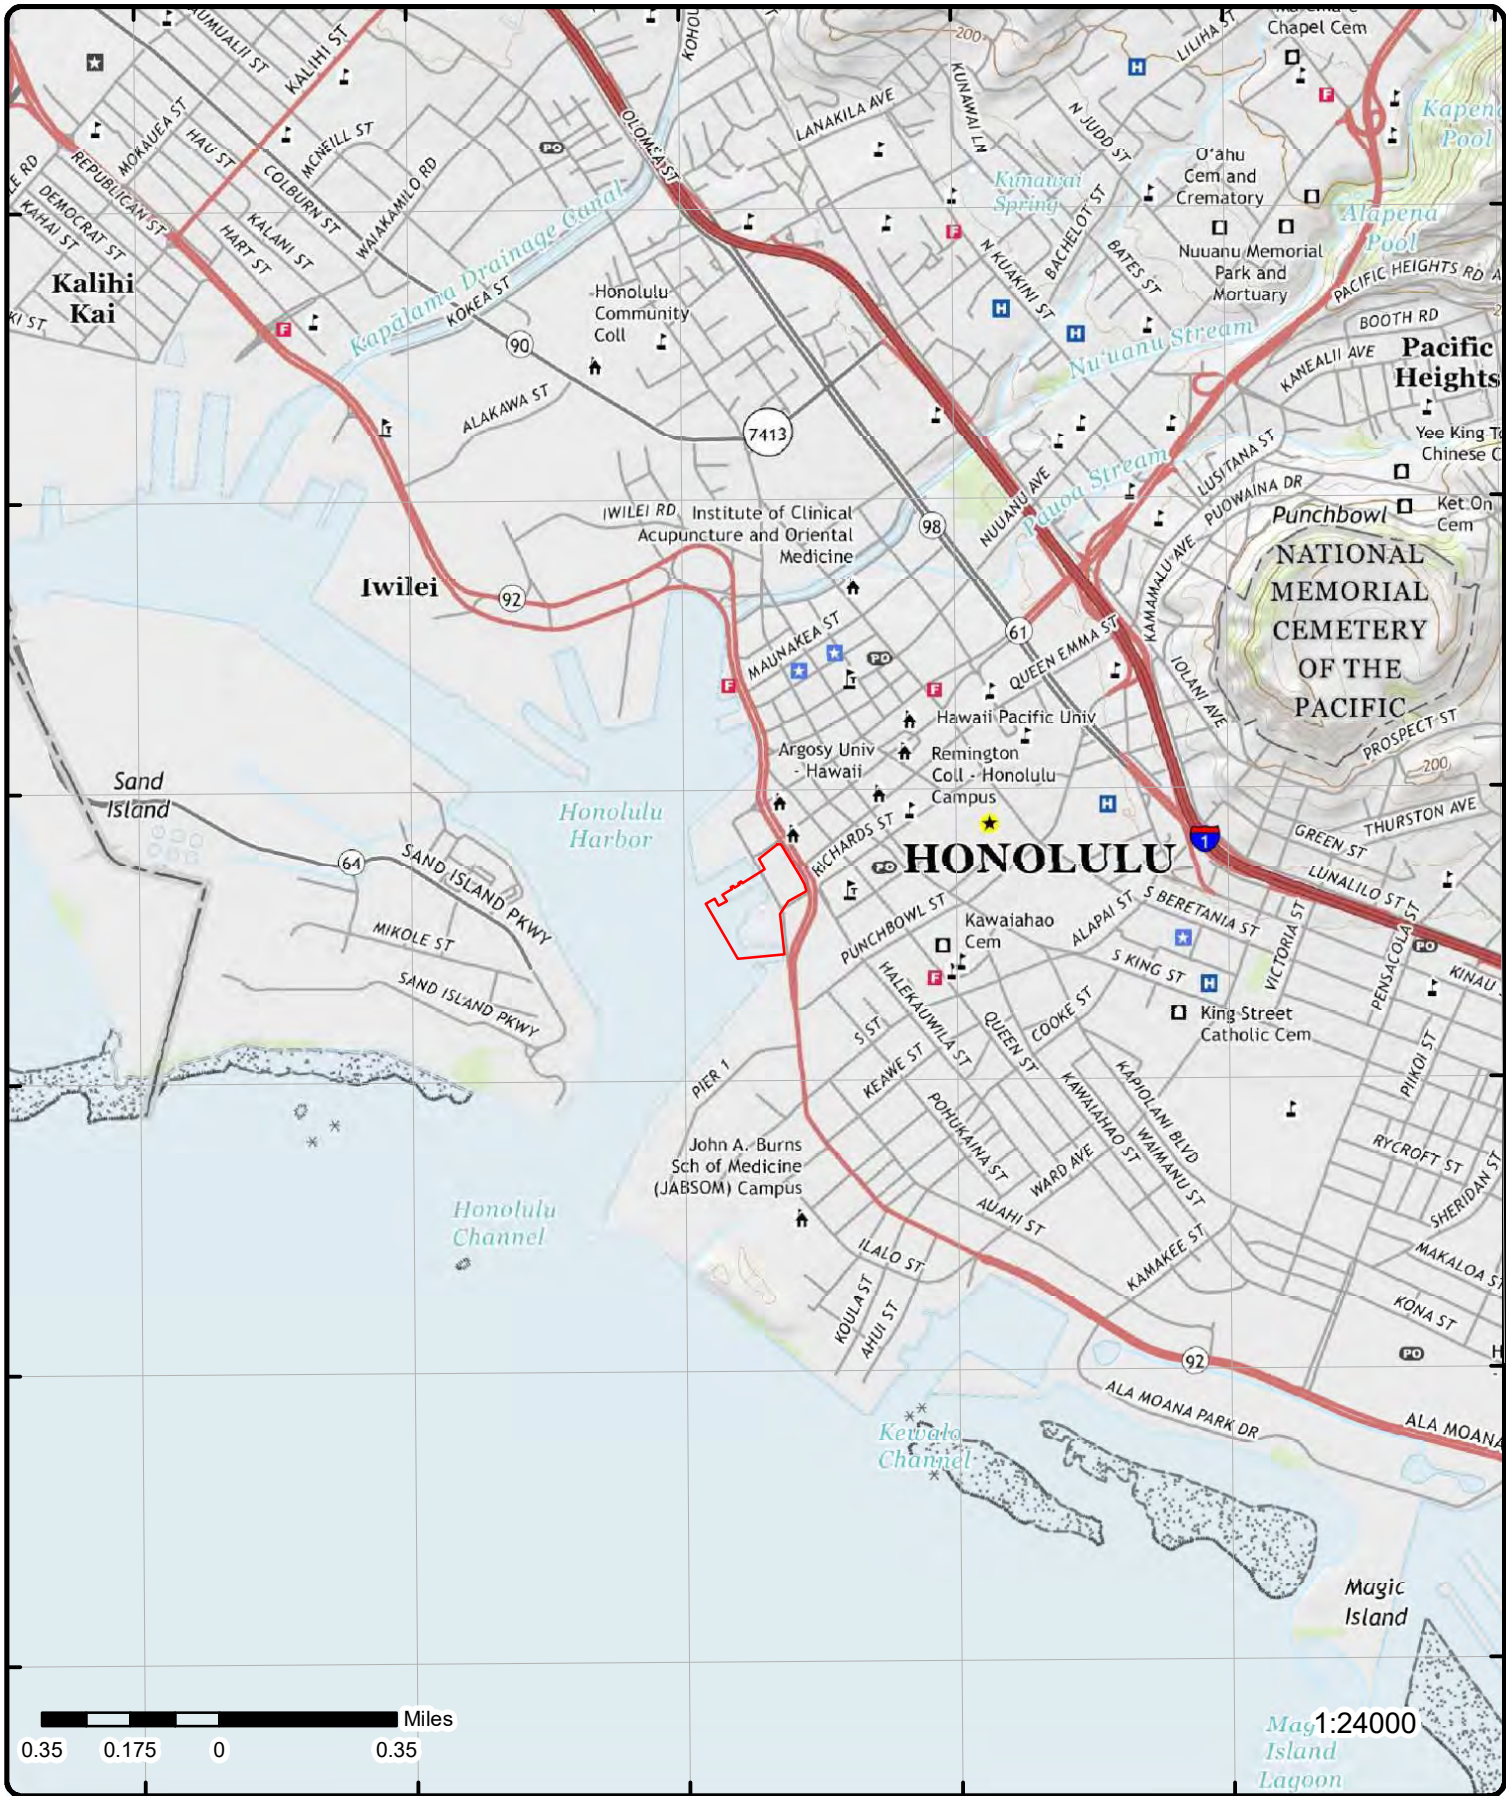 KALIHI ST
KOHOU
LILIHA ST
Chapel Cem
200
H
KUNAWAI LN
F
Kapena
Pool
MOKAUEA ST
HAU ST
MCNEILL ST
COLBURN ST
WAIAKAMILO RD
PO
OLOMEA ST
LANAKILA AVE
N JUDD ST
O'ahu
Cem and
Crematory
REPUBLICAN ST
DEMOCRAT ST
KAHAI ST
KALANI ST
HART ST
Kapālama Drainage Canal
Kunawai
Spring
F
BACHELOT ST
BATES ST
N KUAKINI ST
Alapena
Pool
Nuuanu Memorial
Park and
Mortuary
PACIFIC HEIGHTS RD
Kalihi
Kai
KI ST
F
KOKEA ST
90
Honolulu
Community
Coll
H
H
Nu'uanu Stream
BOOTH RD
KANEALII AVE
Pacific
Heights
ALAKAWA ST
7413
Yee King
Chinese C
LUSITANA ST
PUOWAINA DR
Pauoa Stream
NUUANU AVE
IWILEI RD
Institute of Clinical
Acupuncture and Oriental
Medicine
98
Punchbowl
Ket On
Cem
NATIONAL
MEMORIAL
CEMETERY
OF THE
PACIFIC
KAMAMALU AVE
Iwilei
92
61
MAUNAKEA ST
QUEEN EMMA ST
IOLANI AVE
PO
F
F
Hawaii Pacific Univ
PROSPECT ST
Argosy Univ
- Hawaii
Remington
Coll - Honolulu
Campus
200
Sand
Island
Honolulu
Harbor
H
THURSTON AVE
GREEN ST
64
SAND ISLAND PKWY
RICHARDS ST
PO
HONOLULU
1
LUNALILO ST
MIKOLE ST
SAND ISLAND PKWY
PUNCHBOWL ST
Kawaiahao
Cem
ALAPAI ST
S BERETANIA ST
VICTORIA ST
PENSACOLA ST
PO
KINAU
F
HALEKAUWILA ST
S KING ST
H
King Street
Catholic Cem
S ST
QUEEN ST
COOKE ST
PIIKOI ST
PIER 1
KEAWE ST
POHUKAINA ST
KAWAIAHAO ST
KAPIOLANI BLVD
WAIMANU ST
John A. Burns
Sch of Medicine
(JABSOM) Campus
WARD AVE
RYCROFT ST
SHERIDAN ST
Honolulu
Channel
AUAHI ST
ILALO ST
KAMAKEE ST
MAKALOA ST
KOULA ST
AHUI ST
KONA ST
92
PO
H
ALA MOANA PARK DR
ALA MOANA
Kewalo
Channel
Magic
Island
Miles
0.35
0.175
0
0.35
1:24000
Mag
Island
Lagoon